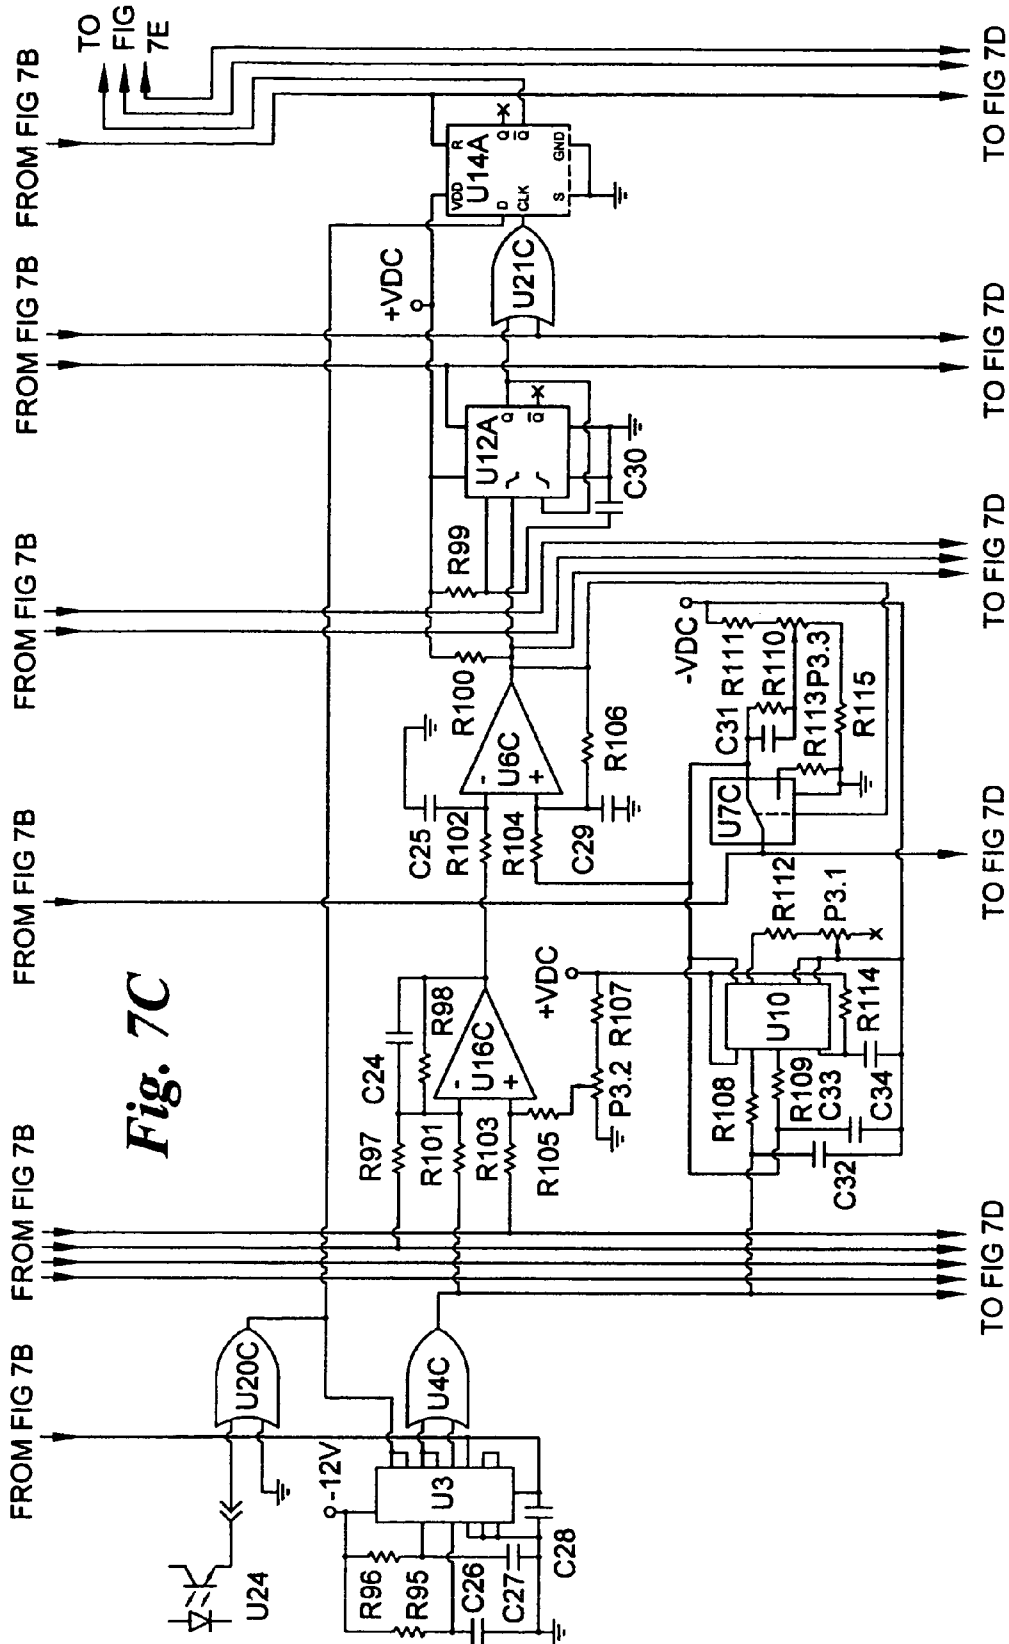 Fig. 7C
FROM FIG 7B
FROM FIG 7B
FROM FIG 7B
FROM FIG 7B
FROM FIG 7B
FROM FIG 7B
TO
FIG
7E
U24
U20C
-12V
U3
U4C
R96
R95
C26
C27
C28
R97
R101
R103
R105
C24
R98
U16C
-
+
+VDC
P3.2
R107
C25
R102
R104
C29
U6C
-
+
R100
R106
R99
U12A
Q
Q
C30
+VDC
U21C
U14A
VDD
R
D
CLK
Q
Q
S
GND
R108
R109
C33
C34
C32
U10
R114
R112
P3.1
U7C
C31
R113
R115
-VDC
R111
R110
P3.3
TO FIG 7D
TO FIG 7D
TO FIG 7D
TO FIG 7D
TO FIG 7D